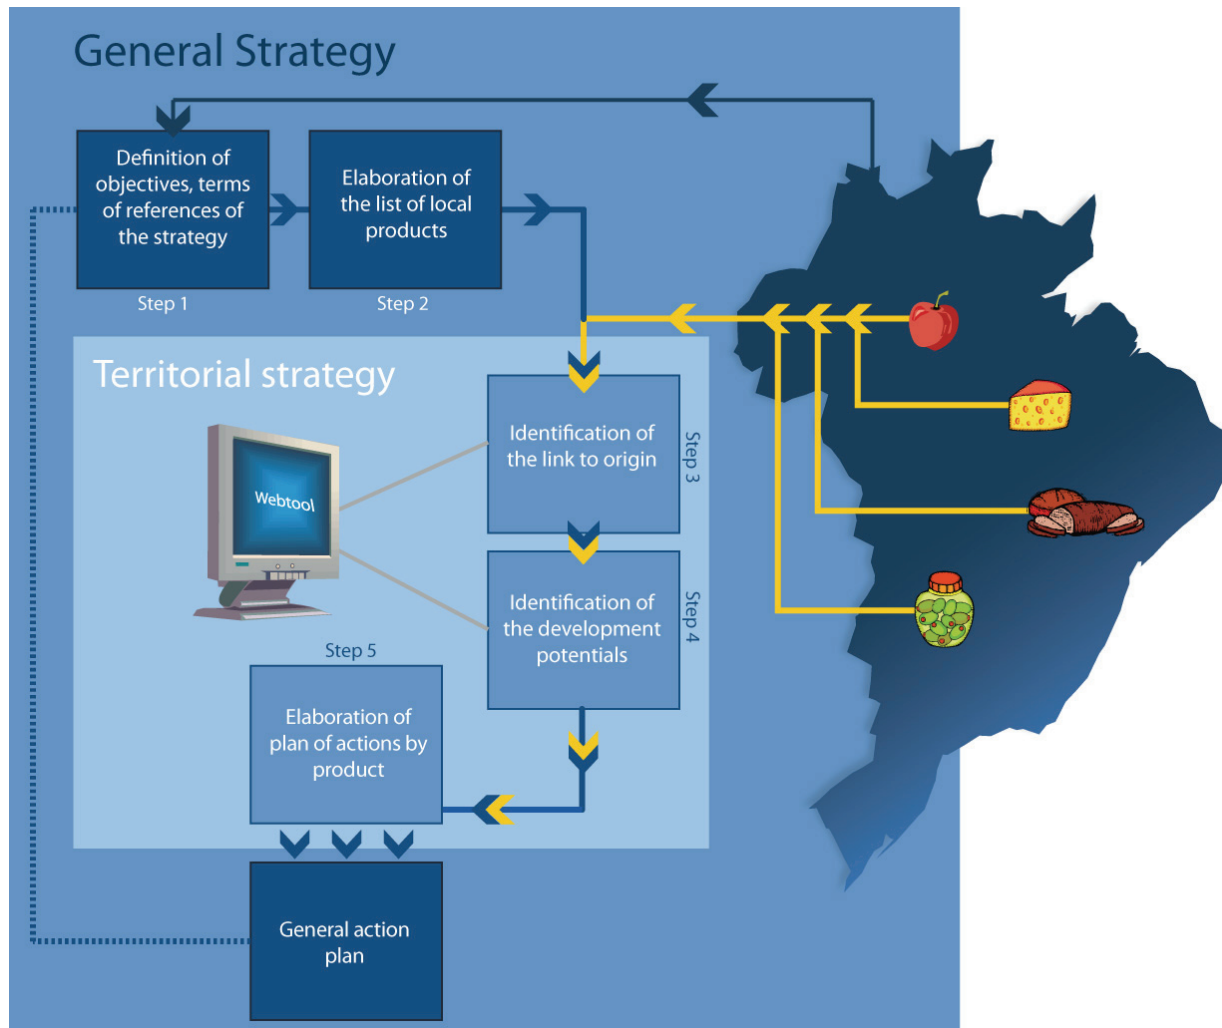 General Strategy
Definition of
objectives, terms
of references of
the strategy
Step 1
Elaboration of
the list of local
products
Step 2
Territorial strategy
Webtool
Identification of
the link to origin
Step 3
Identification of
the development
potentials
Step 4
Step 5
Elaboration of
plan of actions by
product
General action
plan